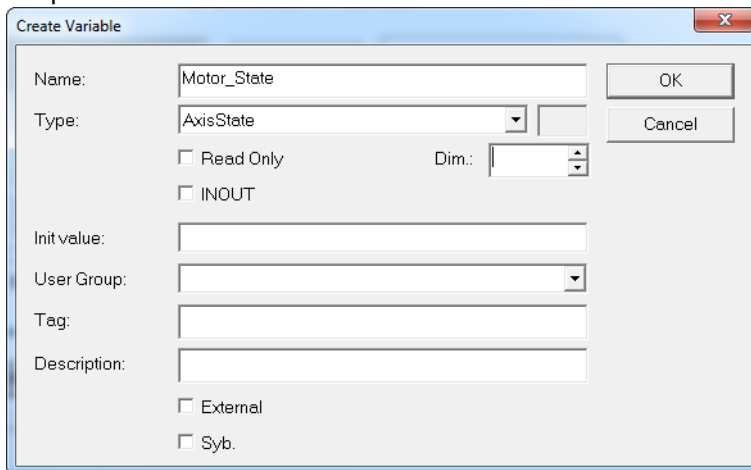 Create Variable
Name: Motor_State OK
Type: AxisState Cancel
Read Only Dim.:
INOUT
Init value:
User Group:
Tag:
Description:
External
Syb.